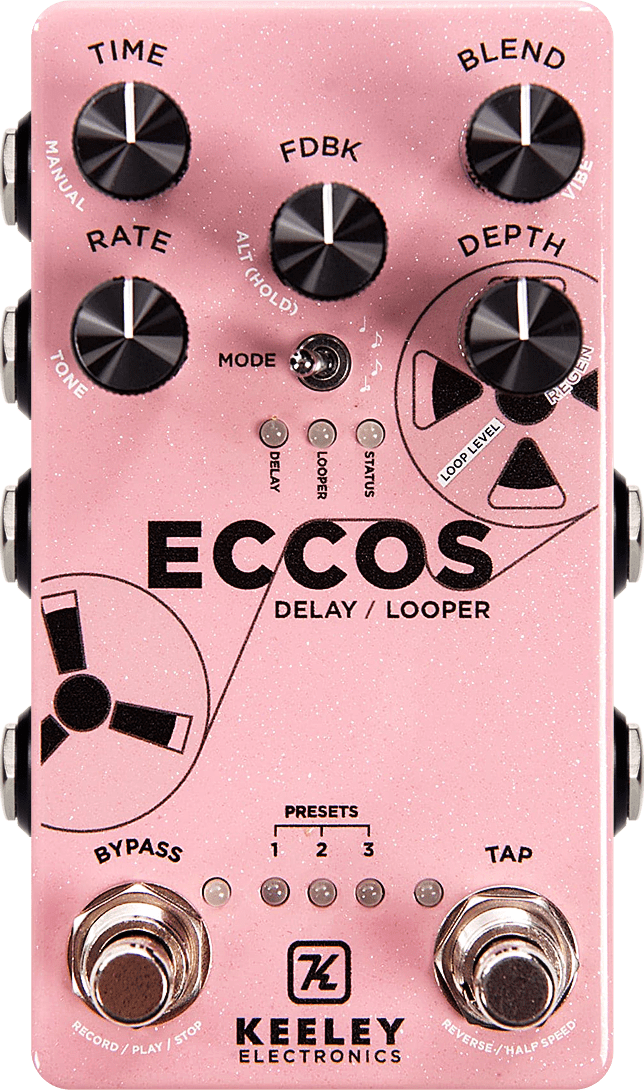 TIME
BLEND
MANUAL
FDBK
VIBE
RATE
ALT (HOLD)
DEPTH
TONE
MODE
REGEN
LOOP LEVEL
DELAY
LOOPER
STATUS
ECCOS
DELAY / LOOPER
PRESETS
1 2 3
BYPASS
TAP
K
RECORD / PLAY / STOP
REVERSE / HALF SPEED
KEELEY
ELECTRONICS